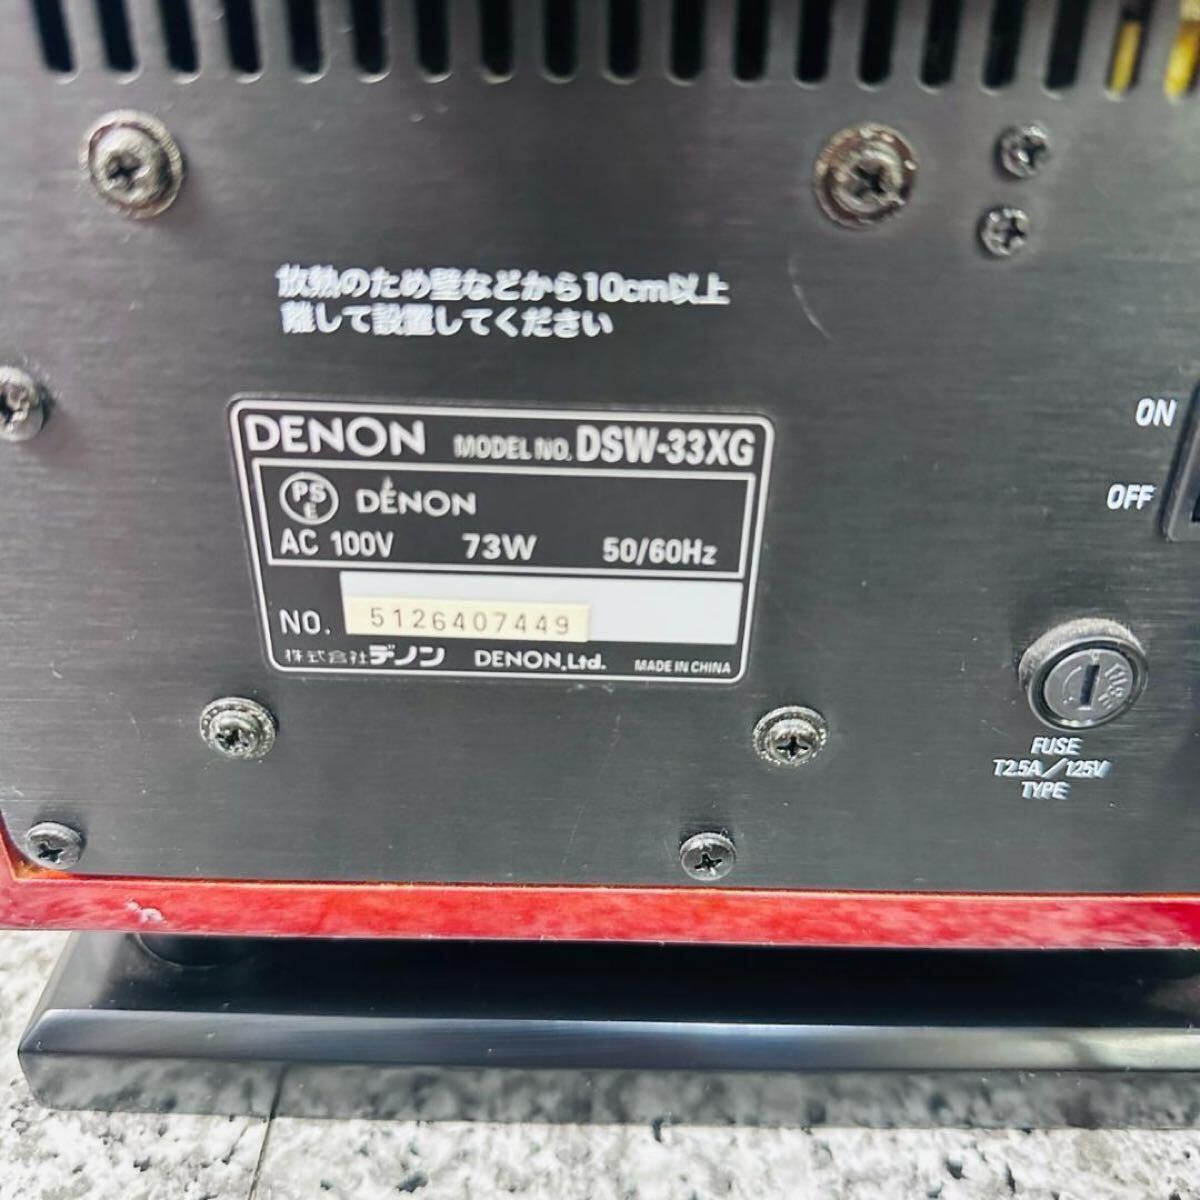 放熱のため壁などから10cm以上
離して設置してください
ON
OFF
DENON MODEL NO. DSW-33XG
PS E DENON
AC 100V 73W 50/60Hz
NO. 5126407449
株式会社デノン DENON,Ltd. MADE IN CHINA
FUSE
T2.5A/125V
TYPE